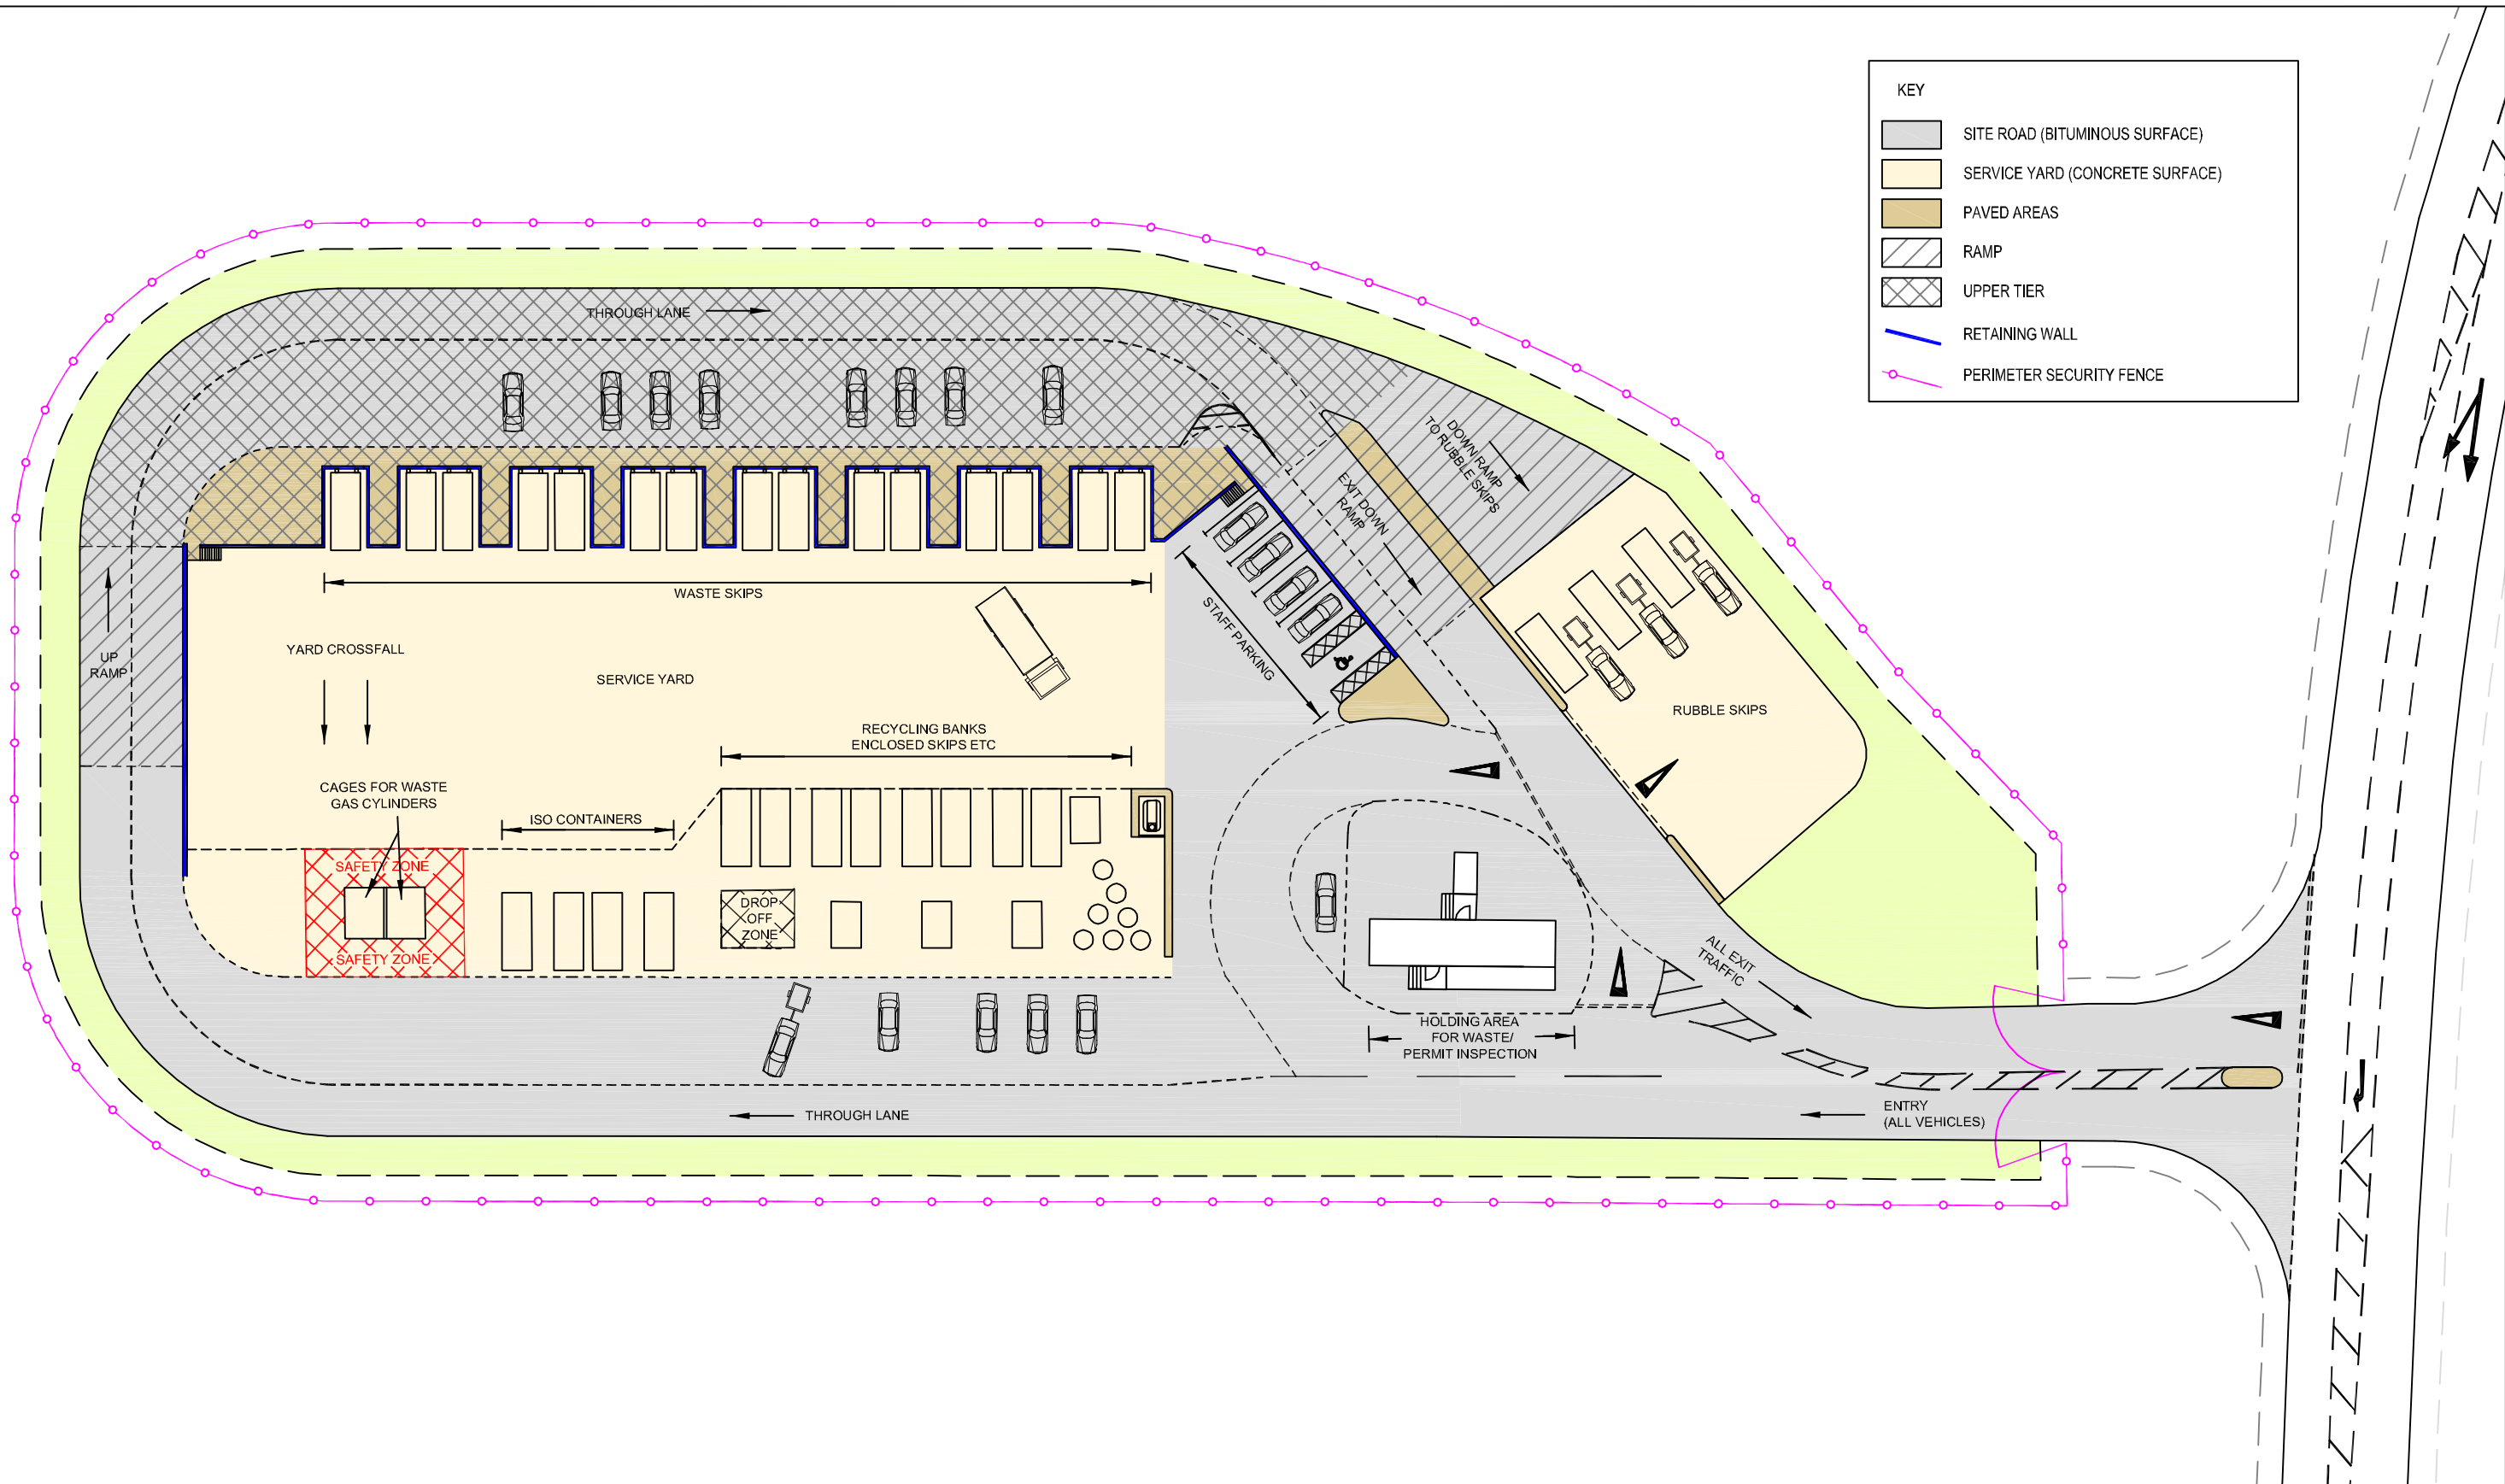 KEY
SITE ROAD (BITUMINOUS SURFACE)
SERVICE YARD (CONCRETE SURFACE)
PAVED AREAS
RAMP
UPPER TIER
RETAINING WALL
PERIMETER SECURITY FENCE
THROUGH LANE
DOWN RAMP
TO RUBBLE SKIPS
EXIT DOWN
RAMP
WASTE SKIPS
STAFF PARKING
UP
RAMP
YARD CROSSFALL
SERVICE YARD
RUBBLE SKIPS
RECYCLING BANKS
ENCLOSED SKIPS ETC
CAGES FOR WASTE
GAS CYLINDERS
ISO CONTAINERS
SAFETY ZONE
DROP
OFF
ZONE
SAFETY ZONE
ALL EXIT
TRAFFIC
HOLDING AREA
FOR WASTE/
PERMIT INSPECTION
THROUGH LANE
ENTRY
(ALL VEHICLES)